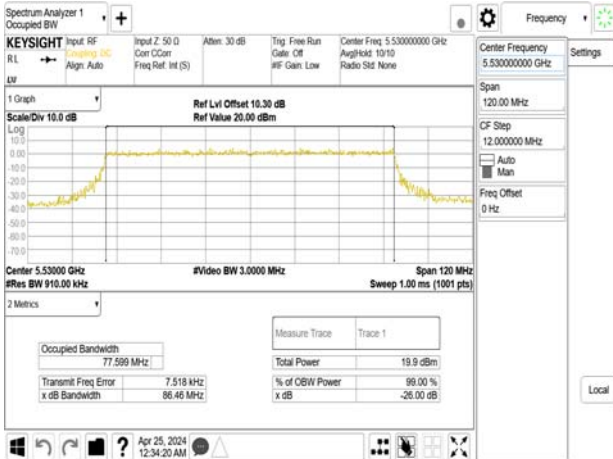 Spectrum Analyzer 1
Occupied BW
+
Frequency
KEYSIGHT
RL
Input: RF
Coupling: DC
Align: Auto
Input Z: 50 Ω
Corr CCorr
Freq Ref: Int (S)
Atten: 30 dB
Trig: Free Run
Gate: Off
#IF Gain: Low
Center Freq: 5.530000000 GHz
Avg|Hold: 10/10
Radio Std: None
1 Graph
Scale/Div 10.0 dB
Ref Lvl Offset 10.30 dB
Ref Value 20.00 dBm
Log
10.0
0.00
-10.0
-20.0
-30.0
-40.0
-50.0
-60.0
-70.0
Center 5.53000 GHz
#Video BW 3.0000 MHz
Span 120 MHz
#Res BW 910.00 kHz
Sweep 1.00 ms (1001 pts)
2 Metrics
Measure Trace
Trace 1
Occupied Bandwidth
77.599 MHz
Total Power
19.9 dBm
Transmit Freq Error
7.518 kHz
% of OBW Power
99.00 %
x dB Bandwidth
86.46 MHz
x dB
-26.00 dB
?
Apr 25, 2024
12:34:20 AM
Center Frequency
5.530000000 GHz
Settings
Span
120.00 MHz
CF Step
12.000000 MHz
Auto
Man
Freq Offset
0 Hz
Local